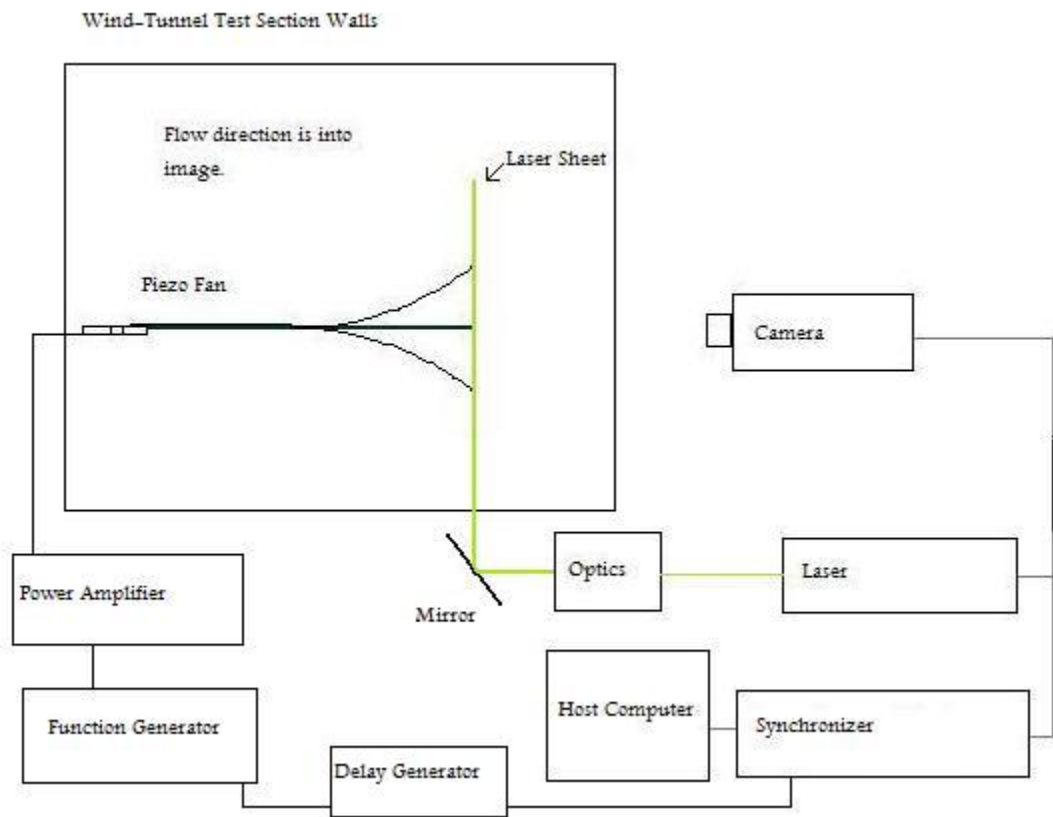 Wind-Tunnel Test Section Walls
Flow direction is into
image.
Laser Sheet
Piezo Fan
Camera
Optics
Laser
Power Amplifier
Mirror
Host Computer
Synchronizer
Function Generator
Delay Generator